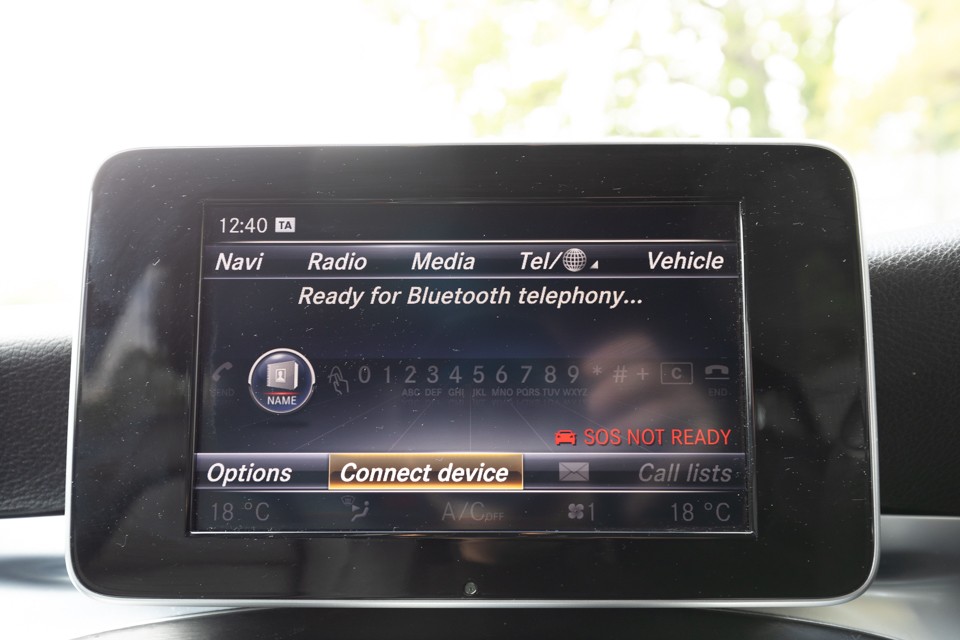 12:40 TA
Navi Radio Media Tel/ Vehicle
Ready for Bluetooth telephony...
NAME
SEND 0 1 2 3 4 5 6 7 8 9 * # + C END
ABC DEF GHI JKL MNO PQRS TUV WXYZ
SOS NOT READY
Options Connect device Call lists
18 °C A/C OFF 1 18 °C